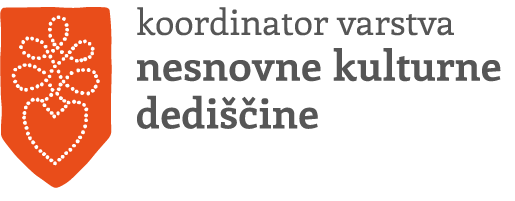 koordinator varstva
nesnovne kulturne
dediščine